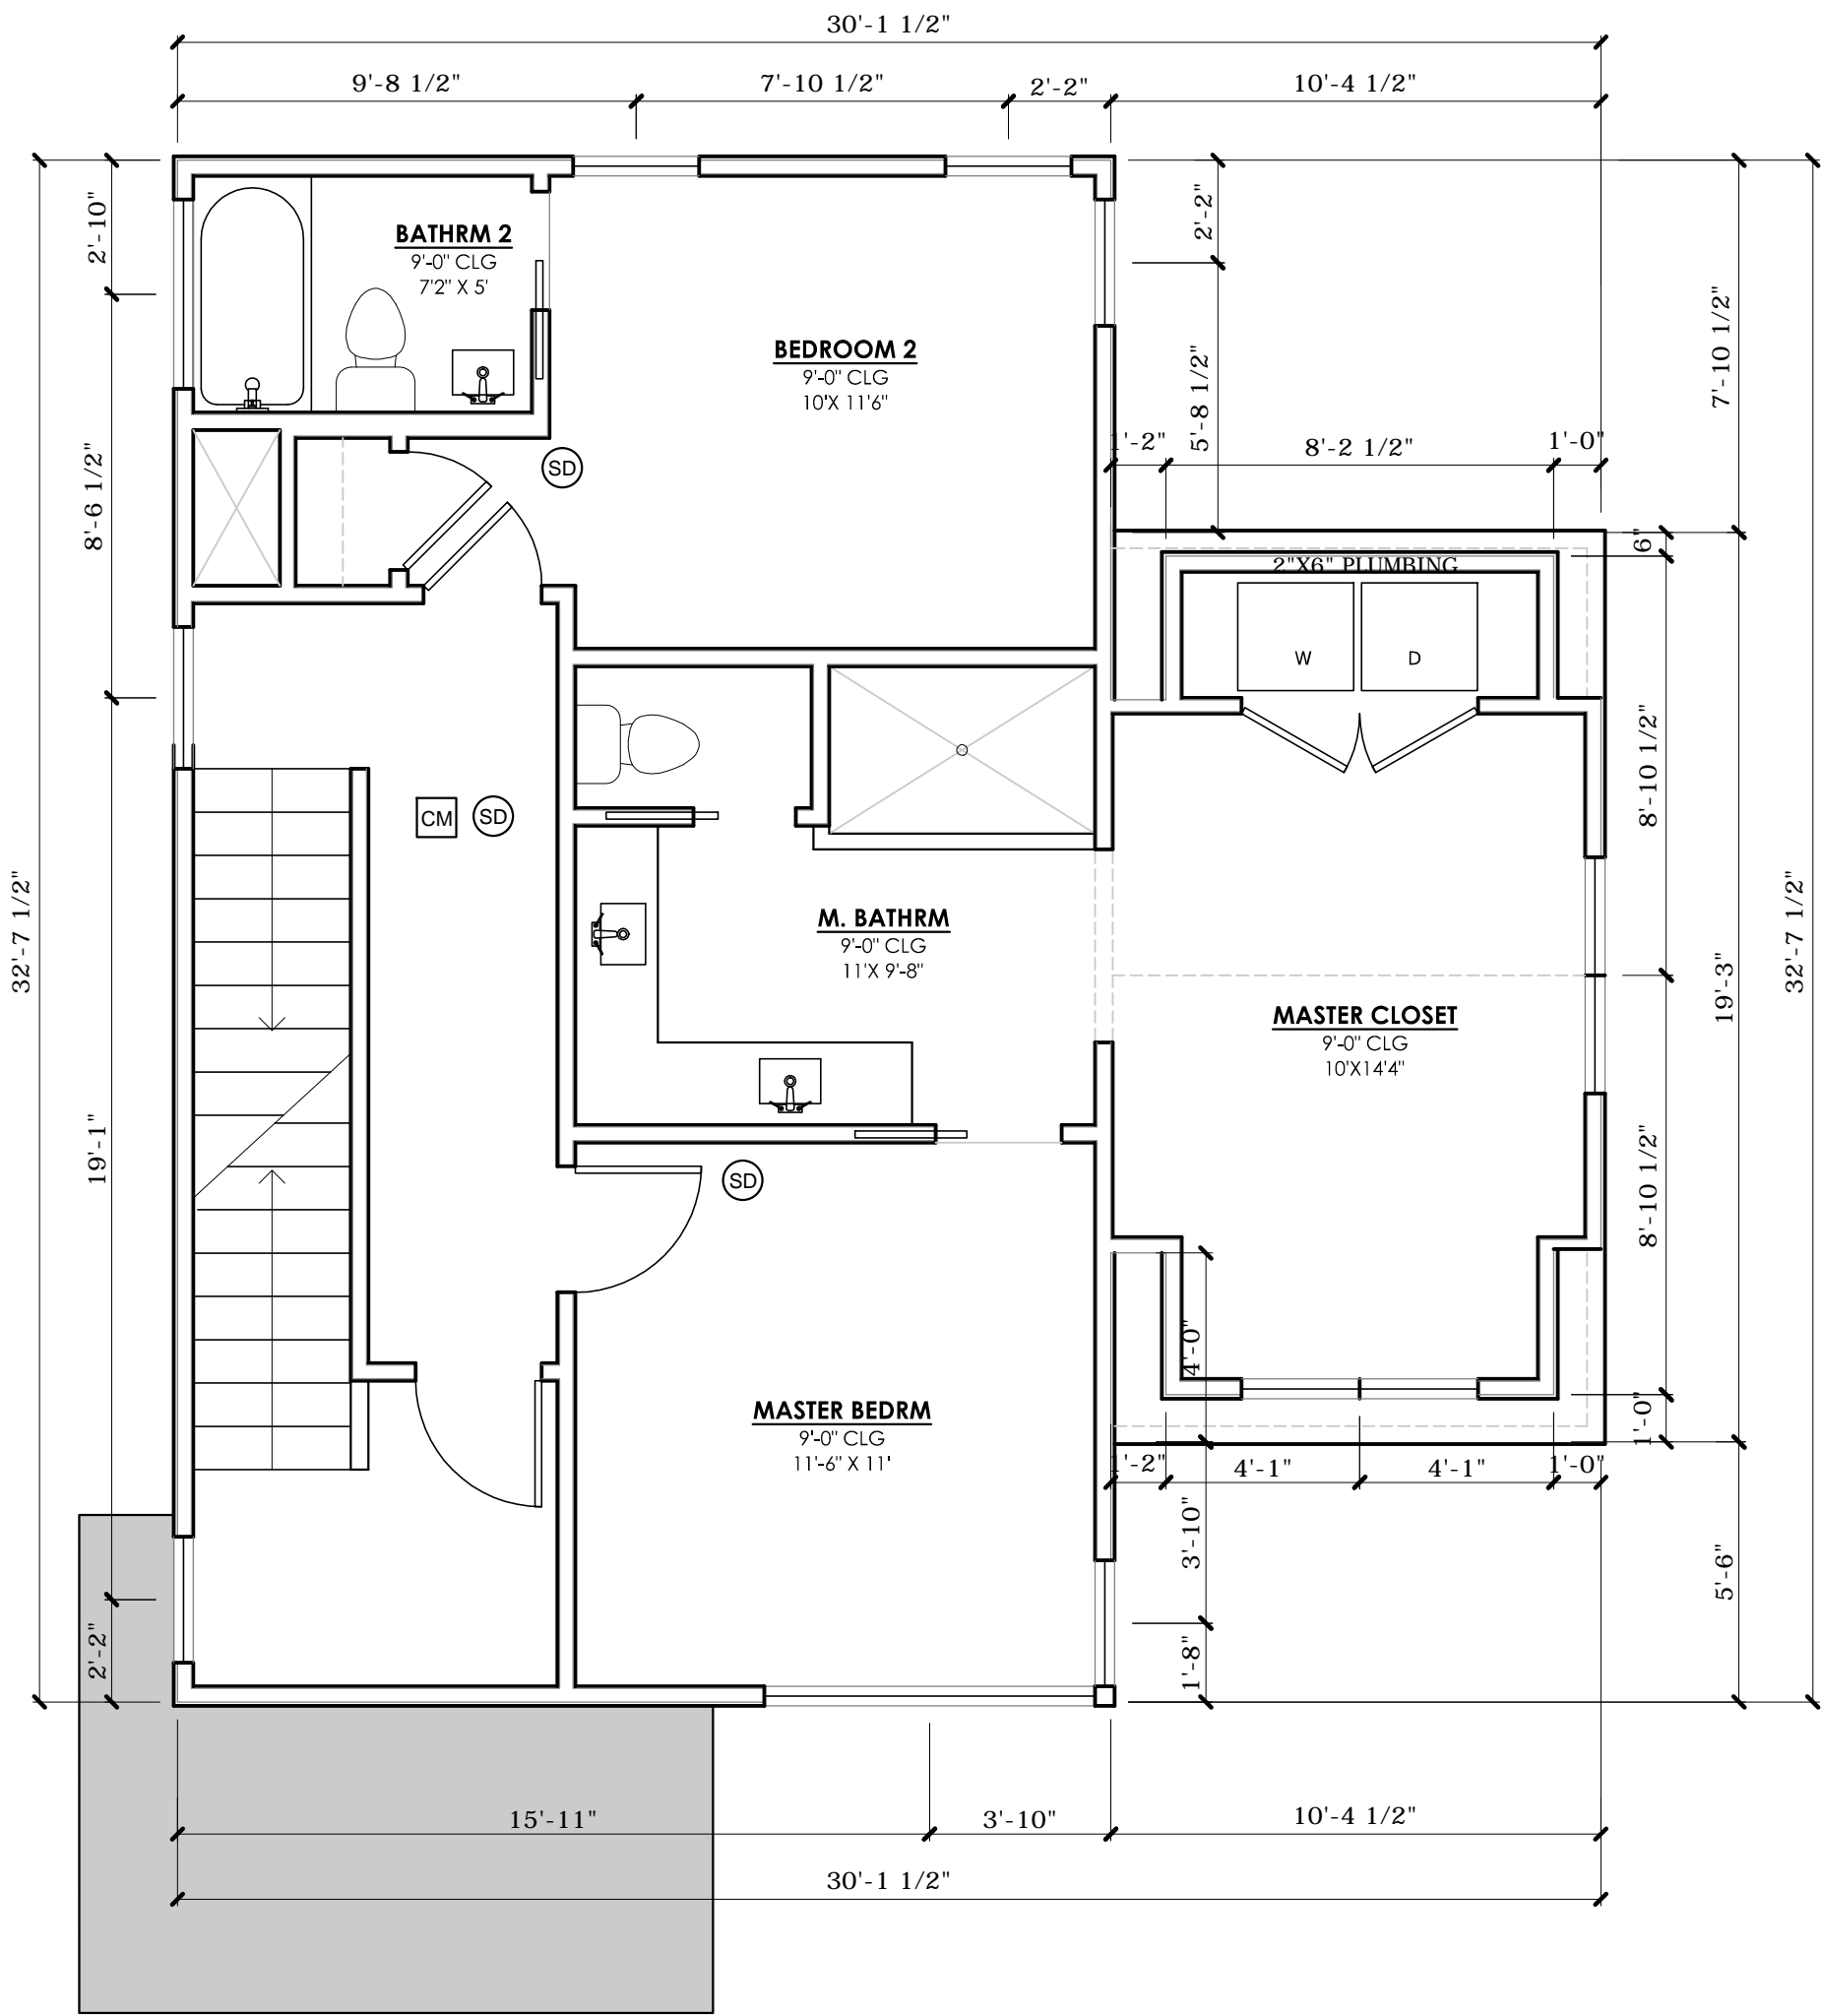 30'-1 1/2"
9'-8 1/2"
7'-10 1/2"
2'-2"
10'-4 1/2"
2'-10"
8'-6 1/2"
32'-7 1/2"
19'-1"
2'-2"
BATHRM 2
9'-0" CLG
7'2" X 5'
BEDROOM 2
9'-0" CLG
10'X 11'6"
SD
2'-2"
5'-8 1/2"
7'-10 1/2"
1'-2"
8'-2 1/2"
1'-0"
6"
2"X6" PLUMBING
W
D
CM
SD
8'-10 1/2"
M. BATHRM
9'-0" CLG
11'X 9'-8"
MASTER CLOSET
9'-0" CLG
10'X14'4"
19'-3"
32'-7 1/2"
SD
8'-10 1/2"
4'-0"
MASTER BEDRM
9'-0" CLG
11'-6" X 11'
1'-0"
1'-2"
4'-1"
4'-1"
1'-0"
3'-10"
5'-6"
1'-8"
15'-11"
3'-10"
10'-4 1/2"
30'-1 1/2"